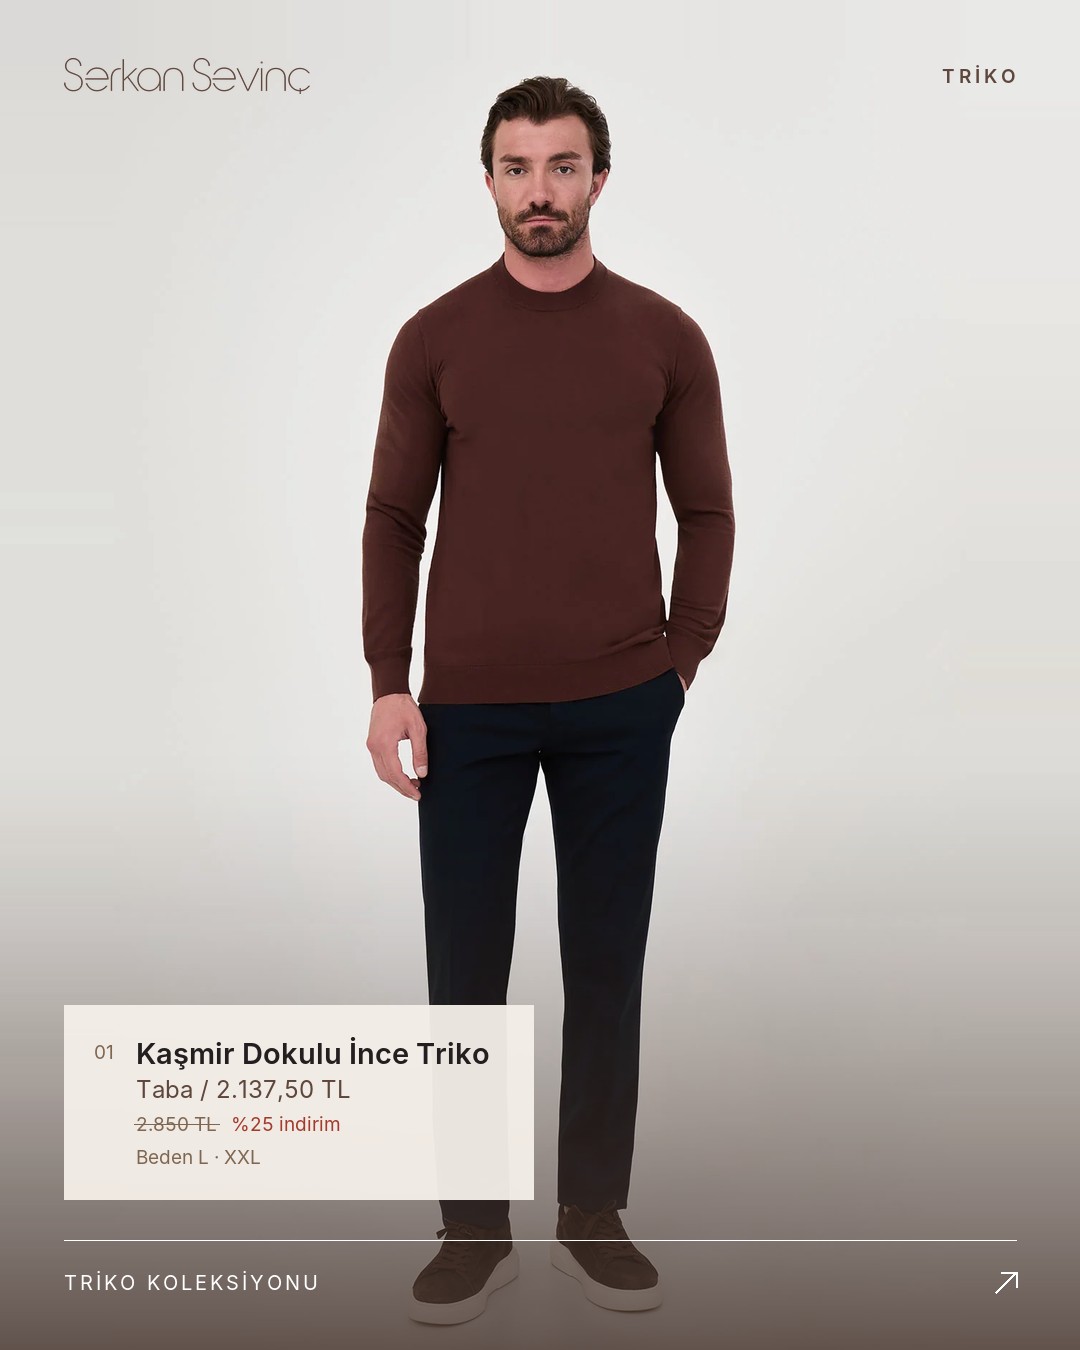 Serkan Sevinç
TRİKO
01
Kaşmir Dokulu İnce Triko
Taba / 2.137,50 TL
2.850 TL %25 indirim
Beden L · XXL
TRİKO KOLEKSİYONU